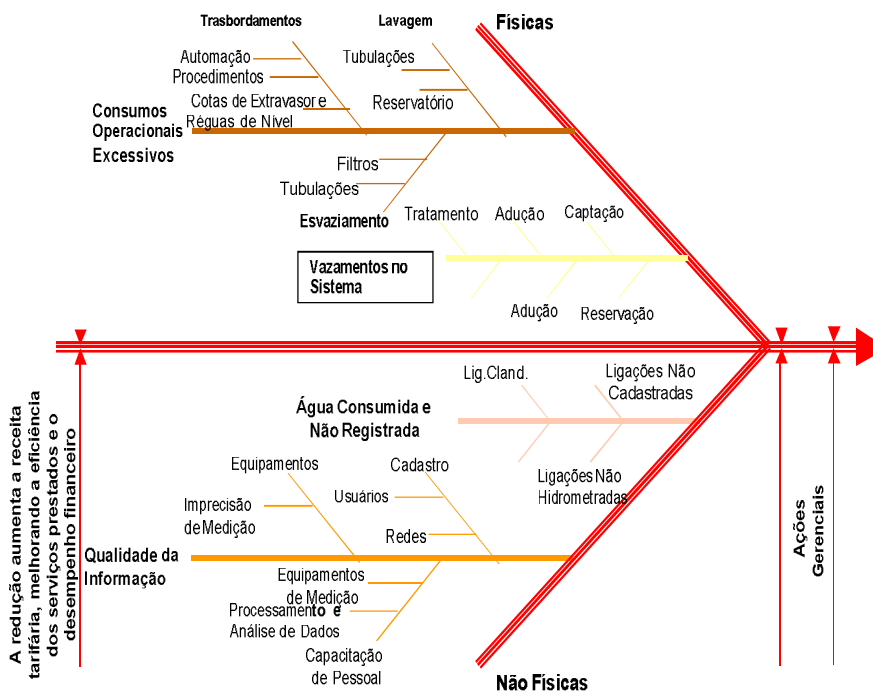 Trasbordamentos
Lavagem
Físicas
Automação
Procedimentos
Cotas de Extravasor e
Réguas de Nível
Tubulações
Reservatório
Consumos
Operacionais
Excessivos
Filtros
Tubulações
Esvaziamento
Tratamento
Adução
Captação
Vazamentos no
Sistema
Adução
Reservação
A redução aumenta a receita
tarifária, melhorando a eficiência
dos serviços prestados e o
desempenho financeiro
Lig.Cland.
Ligações Não
Cadastradas
Água Consumida e
Não Registrada
Ligações Não
Hidrometradas
Equipamentos
Imprecisão
de Medição
Cadastro
Usuários
Redes
Qualidade da
Informação
Equipamentos
de Medição
Processamento e
Análise de Dados
Capacitação
de Pessoal
Não Físicas
Ações
Gerenciais